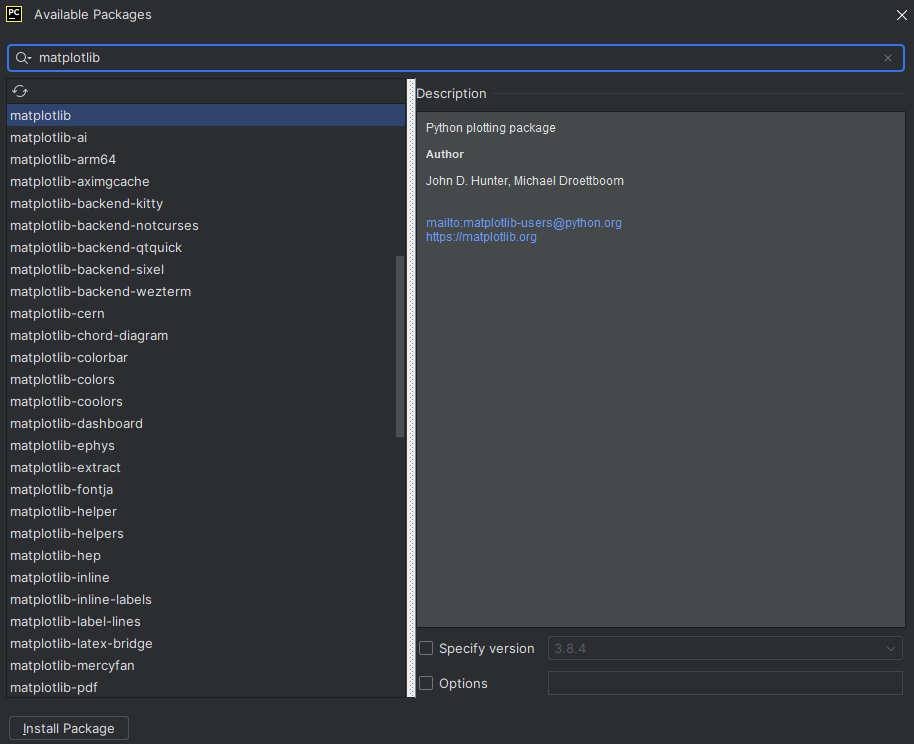 PC Available Packages
matplotlib
matplotlib
matplotlib-ai
matplotlib-arm64
matplotlib-aximgcache
matplotlib-backend-kitty
matplotlib-backend-notcurses
matplotlib-backend-qtquick
matplotlib-backend-sixel
matplotlib-backend-wezterm
matplotlib-cern
matplotlib-chord-diagram
matplotlib-colorbar
matplotlib-colors
matplotlib-coolors
matplotlib-dashboard
matplotlib-ephys
matplotlib-extract
matplotlib-fontja
matplotlib-helper
matplotlib-helpers
matplotlib-hep
matplotlib-inline
matplotlib-inline-labels
matplotlib-label-lines
matplotlib-latex-bridge
matplotlib-mercyfan
matplotlib-pdf
Description
Python plotting package
Author
John D. Hunter, Michael Droettboom
mailto:matplotlib-users@python.org
https://matplotlib.org
Specify version 3.8.4
Options
Install Package